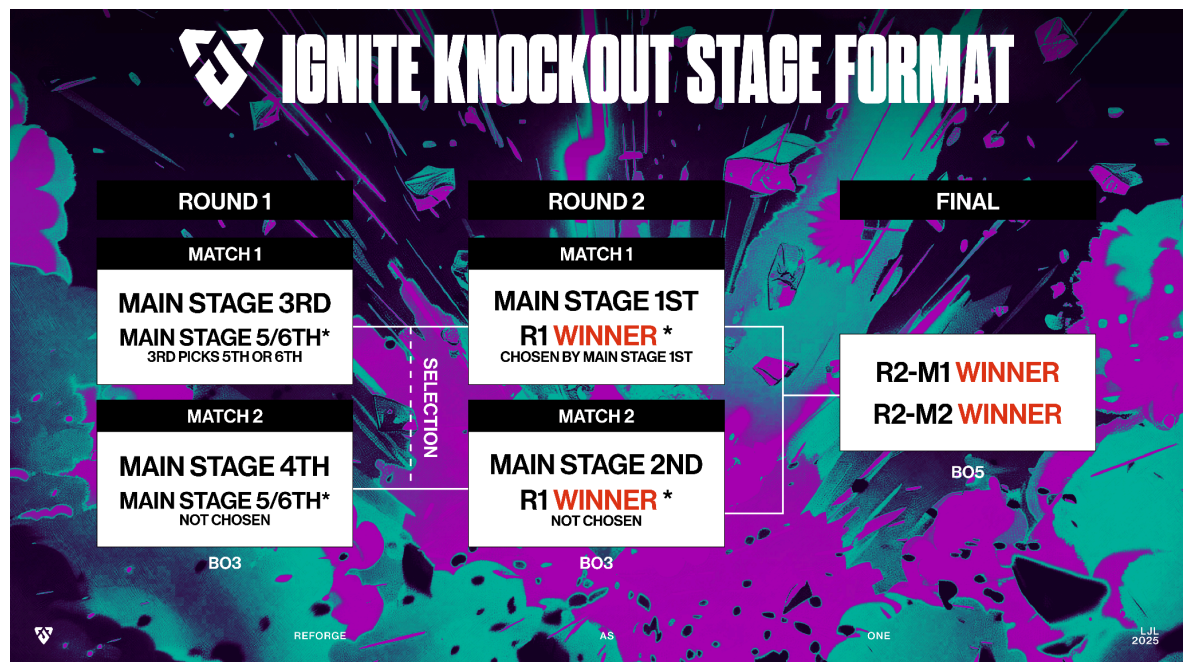 IGNITE KNOCKOUT STAGE FORMAT
ROUND 1
MATCH 1
MAIN STAGE 3RD
MAIN STAGE 5/6TH*
3RD PICKS 5TH OR 6TH
MATCH 2
MAIN STAGE 4TH
MAIN STAGE 5/6TH*
NOT CHOSEN
BO3
SELECTION
ROUND 2
MATCH 1
MAIN STAGE 1ST
R1 WINNER *
CHOSEN BY MAIN STAGE 1ST
MATCH 2
MAIN STAGE 2ND
R1 WINNER *
NOT CHOSEN
BO3
FINAL
R2-M1 WINNER
R2-M2 WINNER
BO5
REFORGE
AS
ONE
LJL
2025